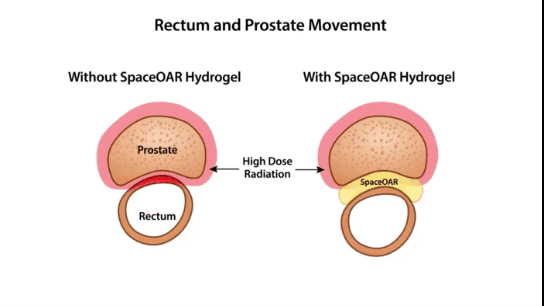 Rectum and Prostate Movement
Without SpaceOAR Hydrogel
With SpaceOAR Hydrogel
Prostate
High Dose
Radiation
SpaceOAR
Rectum